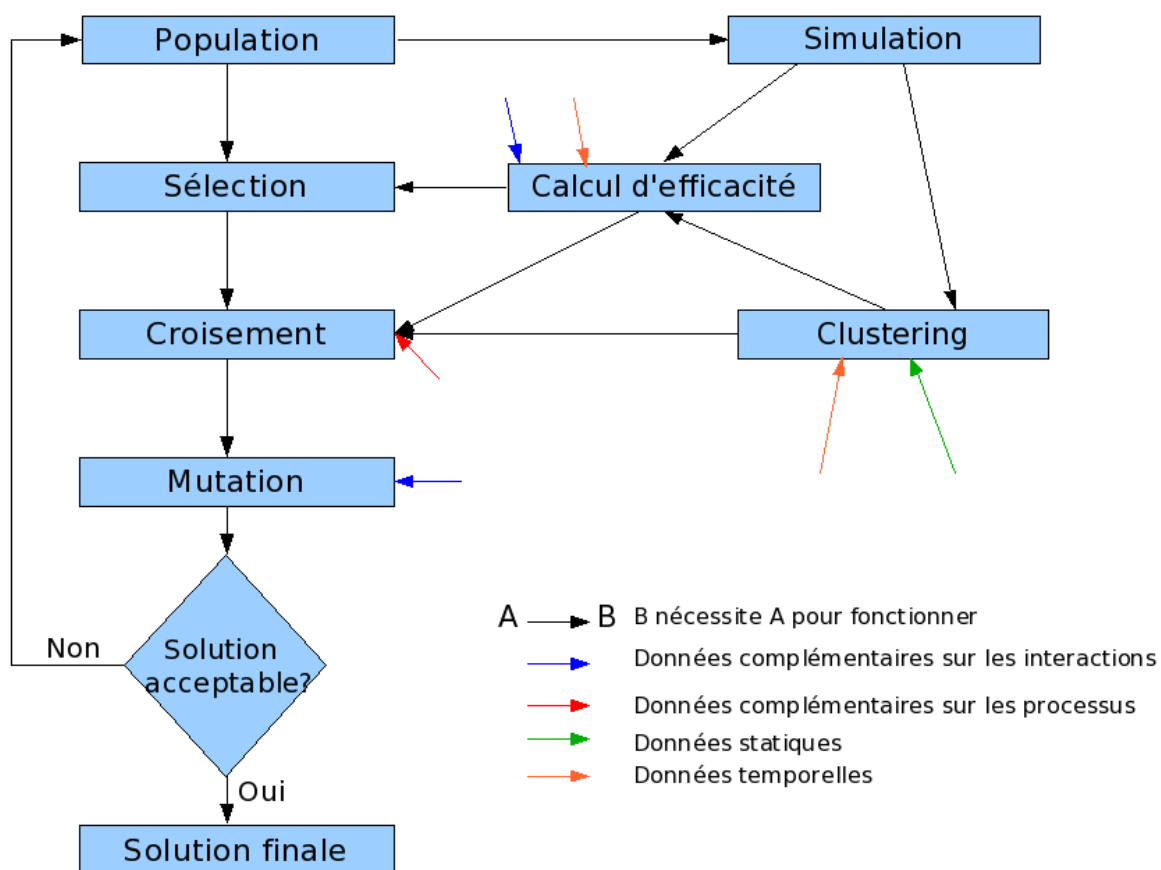 Population
Simulation
Sélection
Calcul d'efficacité
Croisement
Clustering
Mutation
Non
Solution
acceptable?
Oui
Solution finale
A B B nécessite A pour fonctionner
Données complémentaires sur les interactions
Données complémentaires sur les processus
Données statiques
Données temporelles